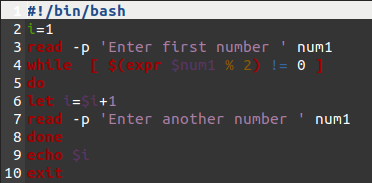 1 #!/bin/bash
2 i=1
3 read -p 'Enter first number ' num1
4 while  [ $(expr $num1 % 2) != 0 ]
5 do
6 let i=$i+1
7 read -p 'Enter another number ' num1
8 done
9 echo $i
10 exit